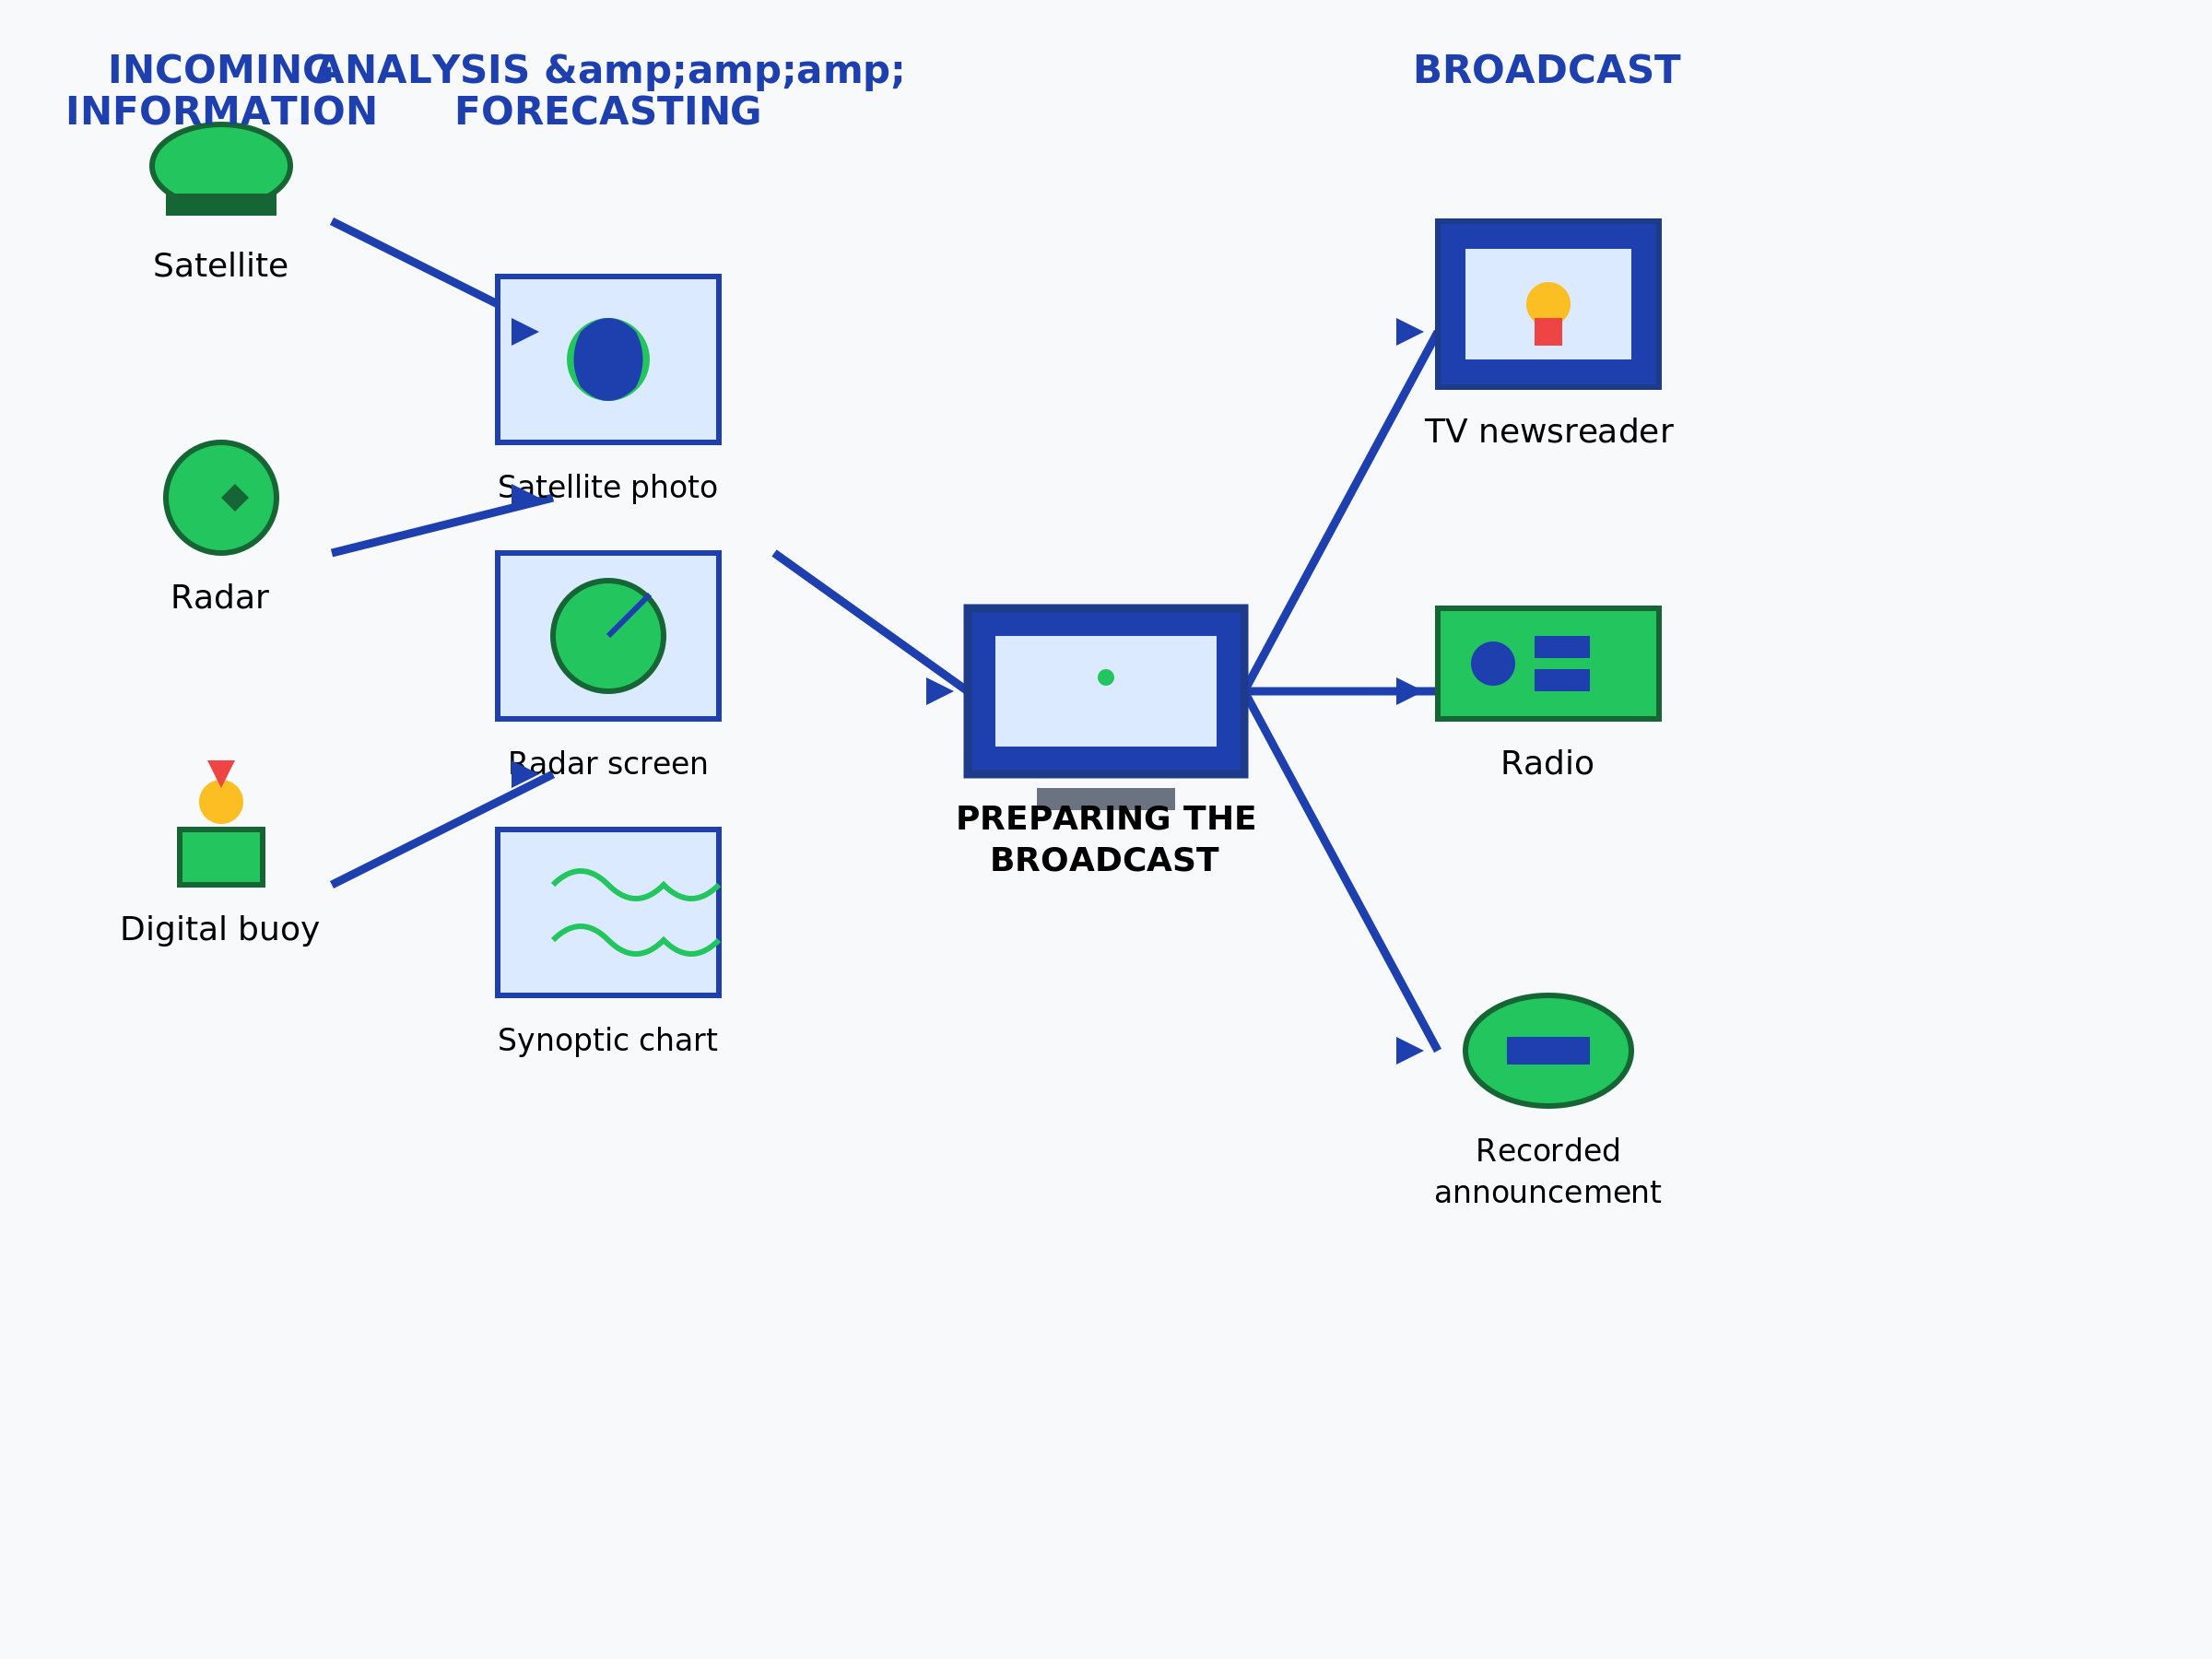 INCOMING
INFORMATION
ANALYSIS &amp;amp;amp;
FORECASTING
BROADCAST
Satellite
Radar
Digital buoy
Satellite photo
Radar screen
Synoptic chart
PREPARING THE
BROADCAST
TV newsreader
Radio
Recorded
announcement